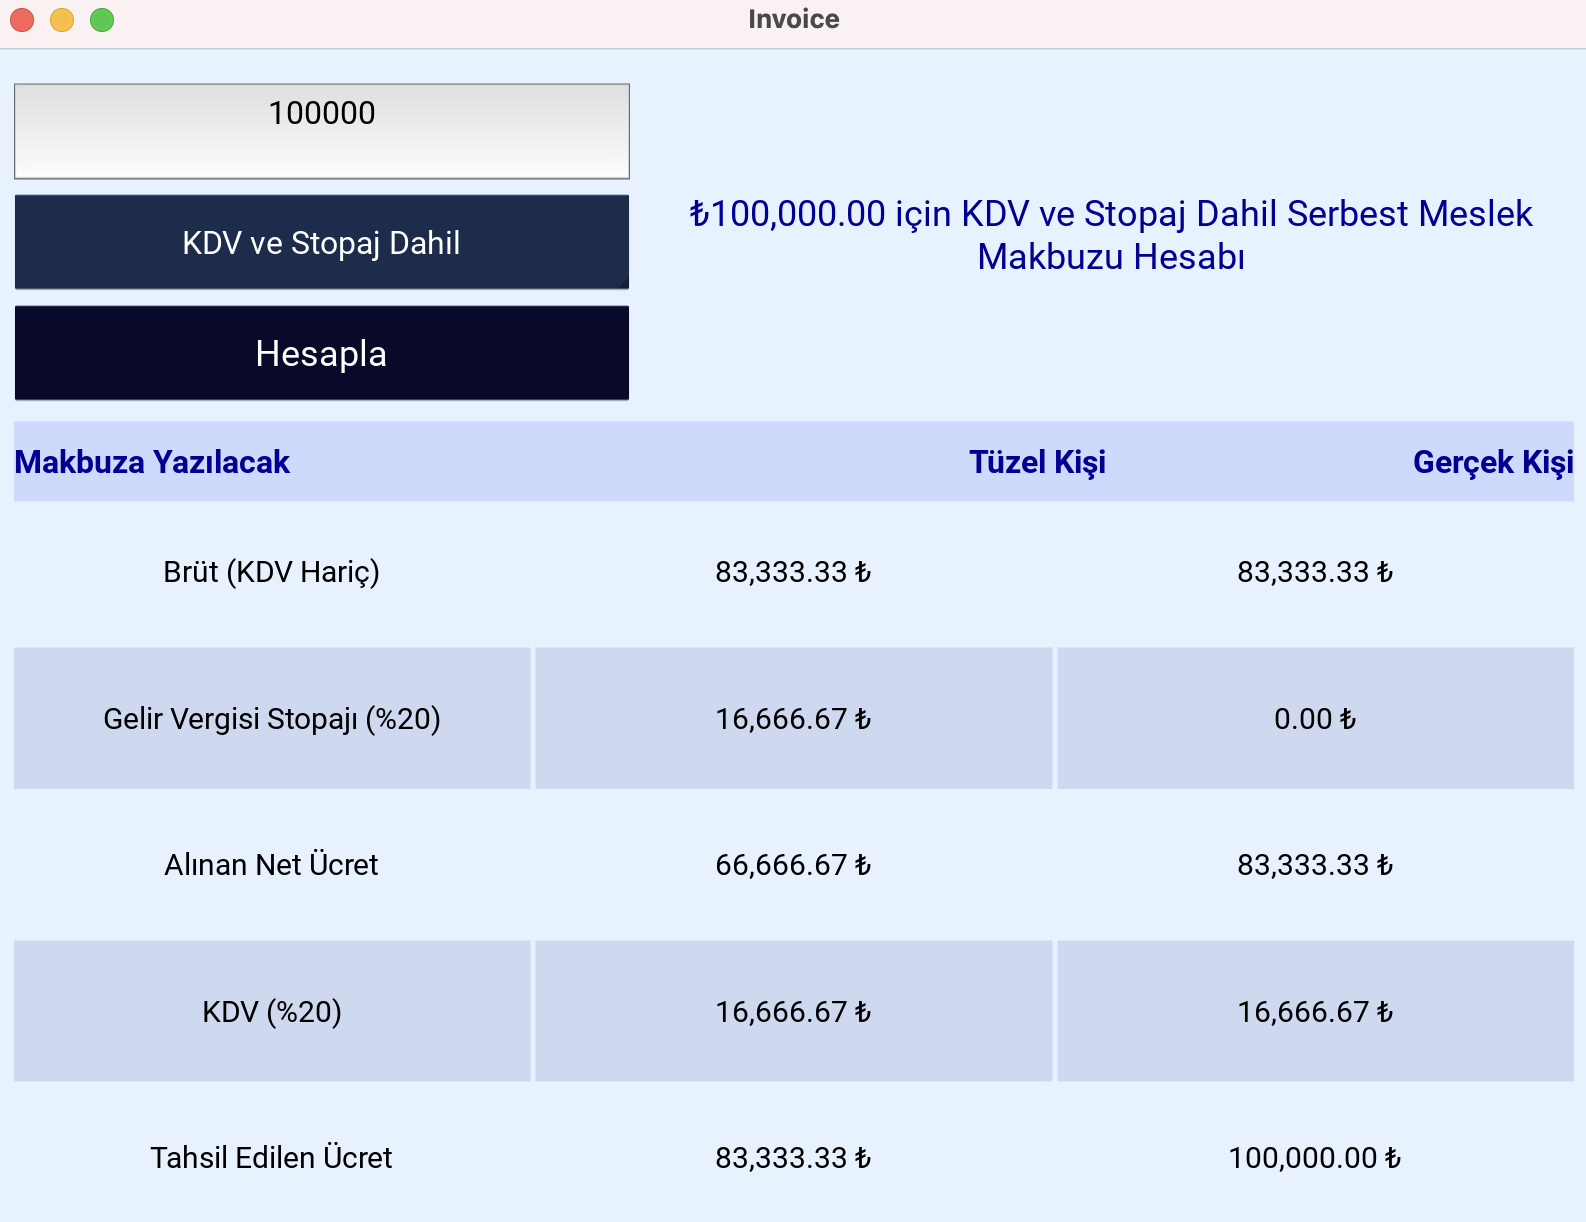 Invoice
100000
KDV ve Stopaj Dahil
Hesapla
₺100,000.00 için KDV ve Stopaj Dahil Serbest Meslek
Makbuzu Hesabı
Makbuza Yazılacak Tüzel Kişi Gerçek Kişi
Brüt (KDV Hariç) 83,333.33 ₺ 83,333.33 ₺
Gelir Vergisi Stopajı (%20) 16,666.67 ₺ 0.00 ₺
Alınan Net Ücret 66,666.67 ₺ 83,333.33 ₺
KDV (%20) 16,666.67 ₺ 16,666.67 ₺
Tahsil Edilen Ücret 83,333.33 ₺ 100,000.00 ₺